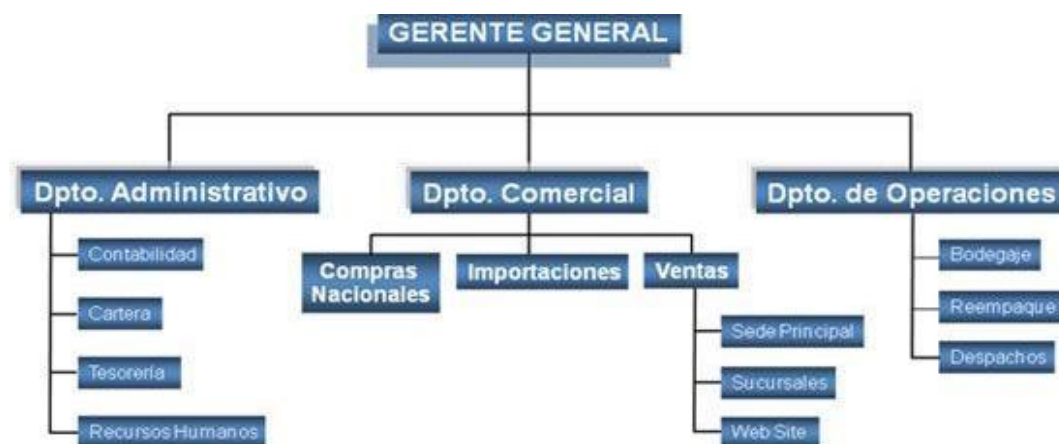 GERENTE GENERAL
Dpto. Administrativo
Dpto. Comercial
Dpto. de Operaciones
Contabilidad
Cartera
Tesorería
Recursos Humanos
Compras
Nacionales
Importaciones
Ventas
Sede Principal
Sucursales
Web Site
Bodegaje
Reempaque
Despachos